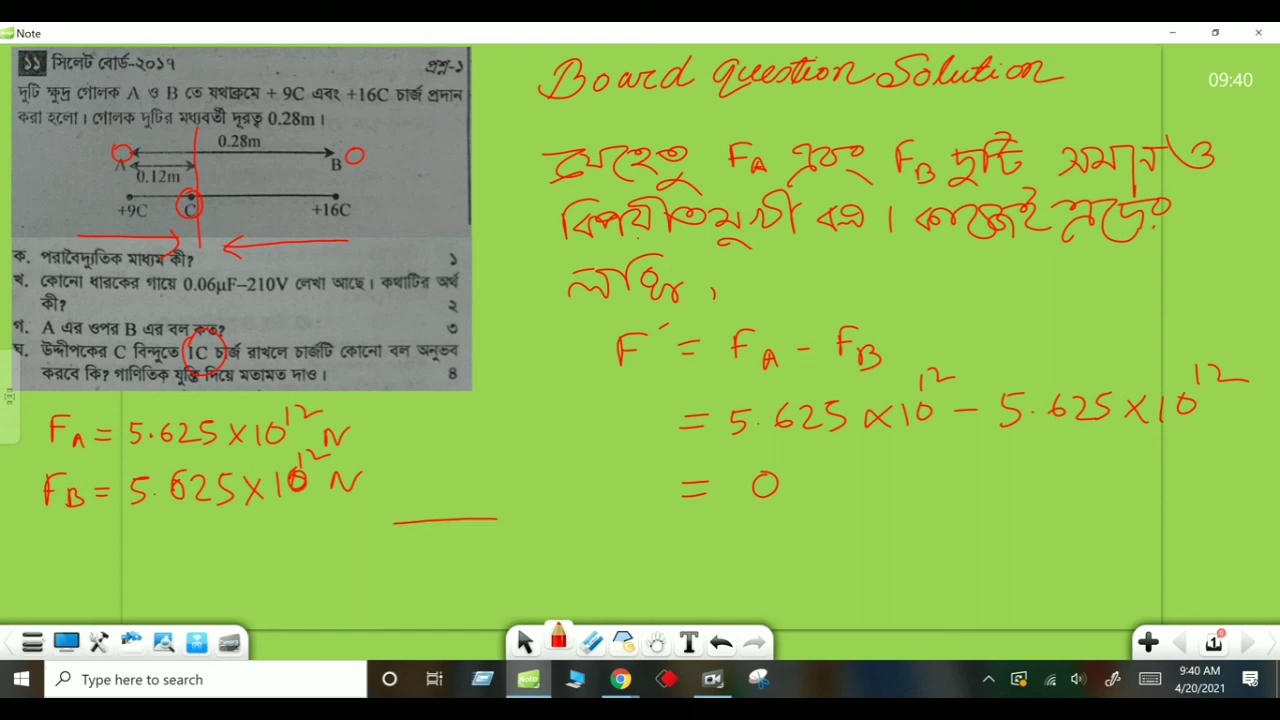 Note
১১ সিলেট বোর্ড-২০১৭
প্রশ্ন-১
দুটি ক্ষুদ্র গোলক A ও B তে যথাক্রমে + 9C এবং +16C চার্জ প্রদান
করা হলো। গোলক দুটির মধ্যবর্তী দূরত্ব 0.28m।
0.28m
A
B
0.12m
+9C
C
+16C
ক. পরাবৈদ্যুতিক মাধ্যম কী? ১
খ. কোনো ধারকের গায়ে 0.06μF–210V লেখা আছে। কথাটির অর্থ
কী? ২
গ. A এর ওপর B এর বল কত? ৩
ঘ. উদ্দীপকের C বিন্দুতে 1C চার্জ রাখলে চার্জটি কোনো বল অনুভব
করবে কি? গাণিতিক যুক্তি দিয়ে মতামত দাও। ৪
F_A = 5.625×10^12 N
F_B = 5.625×10^12 N
Board question Solution
09:40
যেহেতু F_A এবং F_B দুটি সমান ও
বিপরীতমুখী বল। কাজেই এদের
লব্ধি,
F' = F_A − F_B
= 5.625×10^12 − 5.625×10^12
= 0
1
Type here to search
Note
9:40 AM
4/20/2021